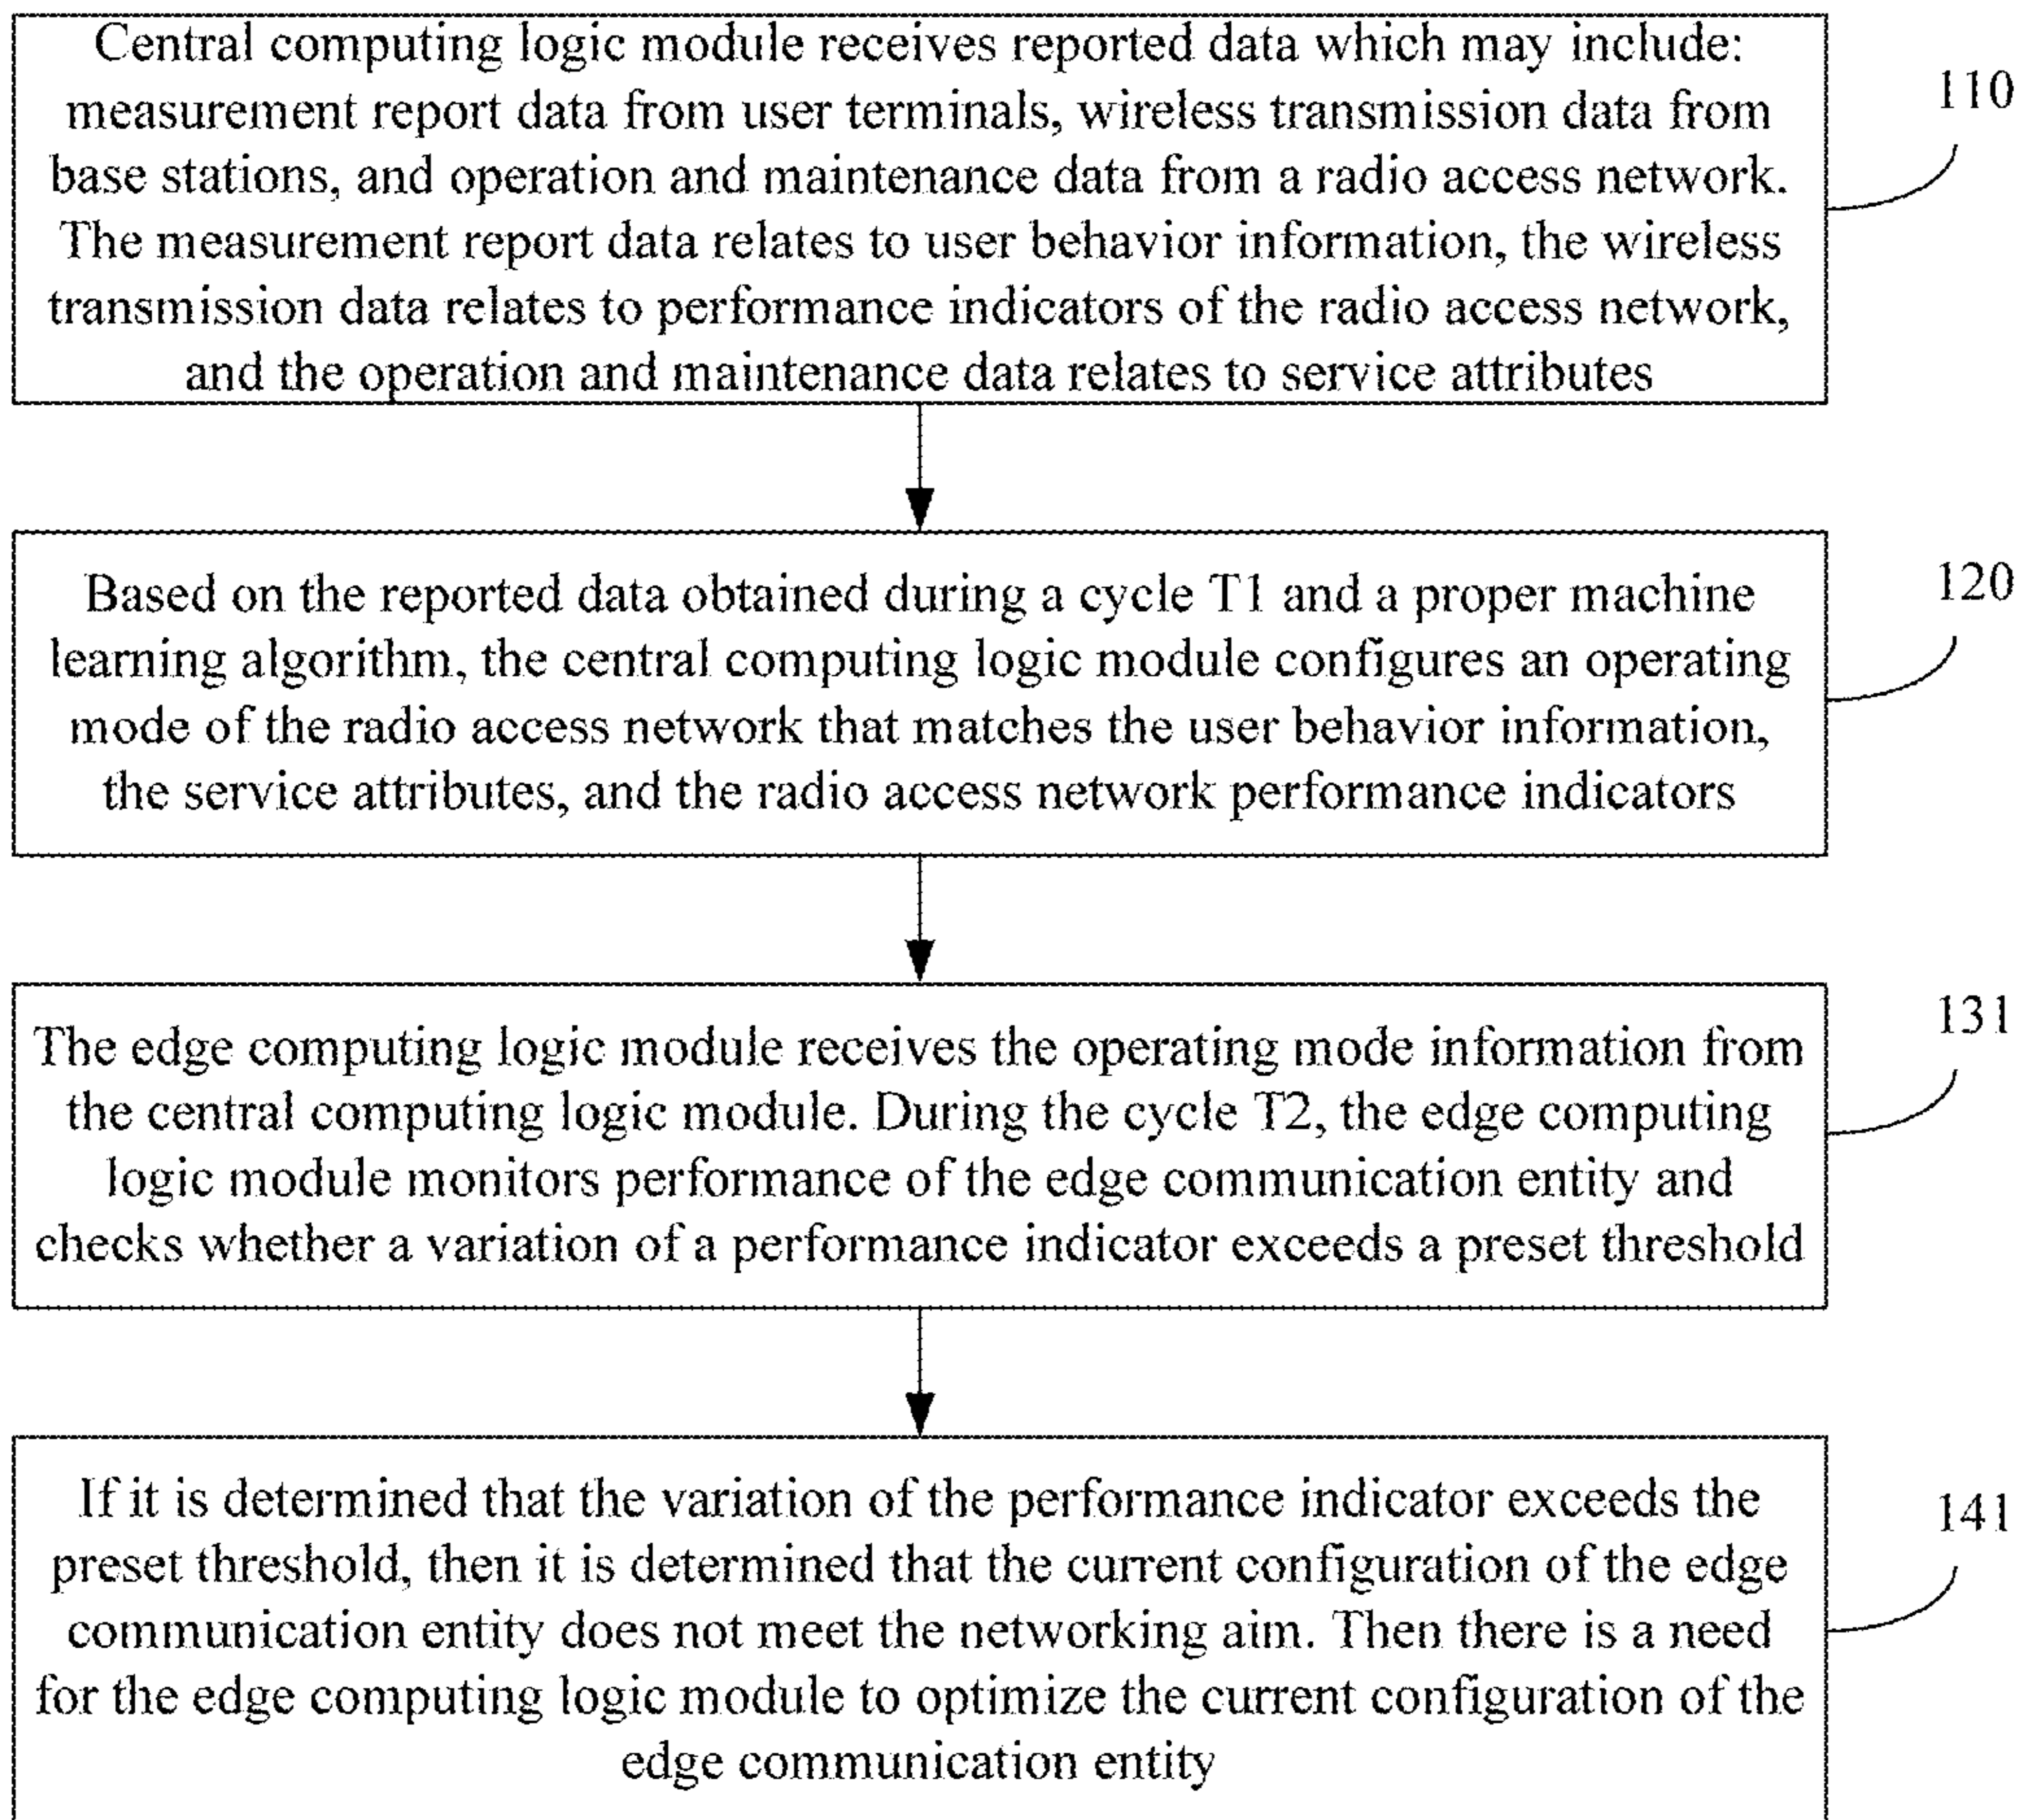 Central computing logic module receives reported data which may include:
measurement report data from user terminals, wireless transmission data from
base stations, and operation and maintenance data from a radio access network.
The measurement report data relates to user behavior information, the wireless
transmission data relates to performance indicators of the radio access network,
and the operation and maintenance data relates to service attributes
110
Based on the reported data obtained during a cycle T1 and a proper machine
learning algorithm, the central computing logic module configures an operating
mode of the radio access network that matches the user behavior information,
the service attributes, and the radio access network performance indicators
120
The edge computing logic module receives the operating mode information from
the central computing logic module. During the cycle T2, the edge computing
logic module monitors performance of the edge communication entity and
checks whether a variation of a performance indicator exceeds a preset threshold
131
If it is determined that the variation of the performance indicator exceeds the
preset threshold, then it is determined that the current configuration of the edge
communication entity does not meet the networking aim. Then there is a need
for the edge computing logic module to optimize the current configuration of the
edge communication entity
141